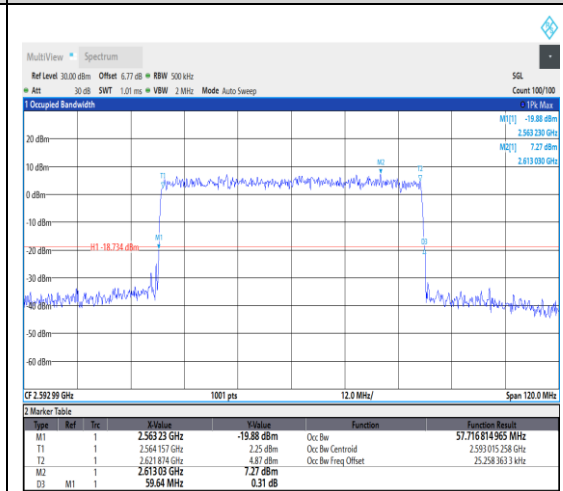 MultiView Spectrum
Ref Level 30.00 dBm Offset 6.77 dB RBW 500 kHz SGL
Att 30 dB SWT 1.01 ms VBW 2 MHz Mode Auto Sweep Count 100/100
1 Occupied Bandwidth 1Pk Max
M1[1] -19.88 dBm
2.563 230 GHz
M2[1] 7.27 dBm
2.613 030 GHz
20 dBm
10 dBm
M2
T1
T2
0 dBm
-10 dBm
M1
D3
H1 -18.734 dBm
-20 dBm
-30 dBm
-40 dBm
-50 dBm
-60 dBm
CF 2.592 99 GHz 1001 pts 12.0 MHz/ Span 120.0 MHz
2 Marker Table
Type Ref Trc X-Value Y-Value Function Function Result
M1 1 2.563 23 GHz -19.88 dBm Occ Bw 57.716 814 965 MHz
T1 1 2.564 157 GHz 2.25 dBm Occ Bw Centroid 2.593 015 258 GHz
T2 1 2.621 874 GHz 4.87 dBm Occ Bw Freq Offset 25.258 363 3 kHz
M2 1 2.613 03 GHz 7.27 dBm
D3 M1 1 59.64 MHz 0.31 dB